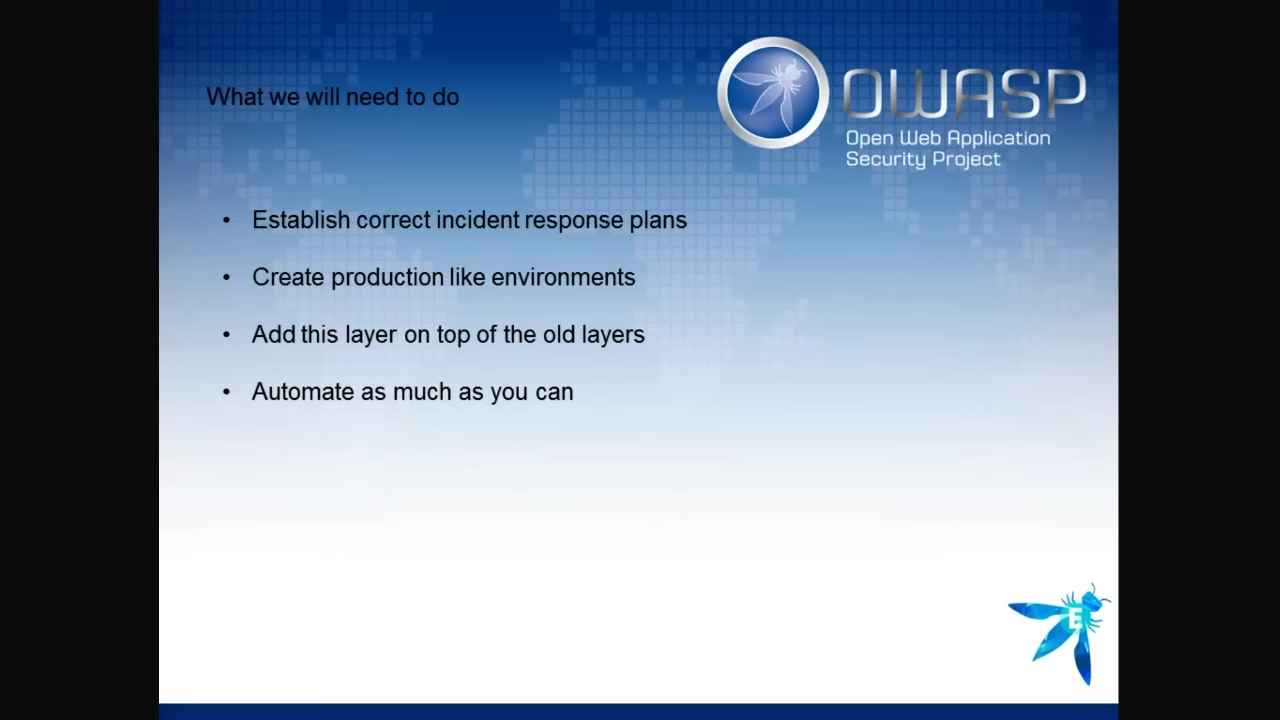 What we will need to do
OWASP
Open Web Application
Security Project
• Establish correct incident response plans
• Create production like environments
• Add this layer on top of the old layers
• Automate as much as you can
E